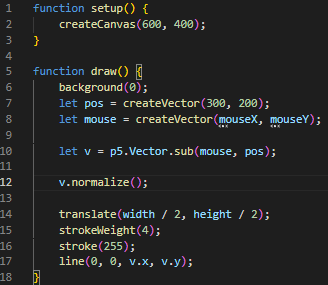 1 function setup() {
2 createCanvas(600, 400);
3 }
4
5 function draw() {
6 background(0);
7 let pos = createVector(300, 200);
8 let mouse = createVector(mouseX, mouseY);
9
10 let v = p5.Vector.sub(mouse, pos);
11
12 v.normalize();
13
14 translate(width / 2, height / 2);
15 strokeWeight(4);
16 stroke(255);
17 line(0, 0, v.x, v.y);
18 }